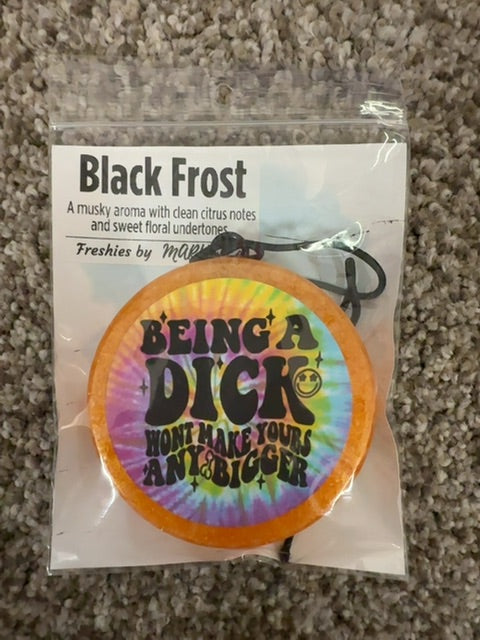 Black Frost
A musky aroma with clean citrus notes
and sweet floral undertones
Freshies by
BEING A
DICK
WONT MAKE YOURS
ANY BIGGER